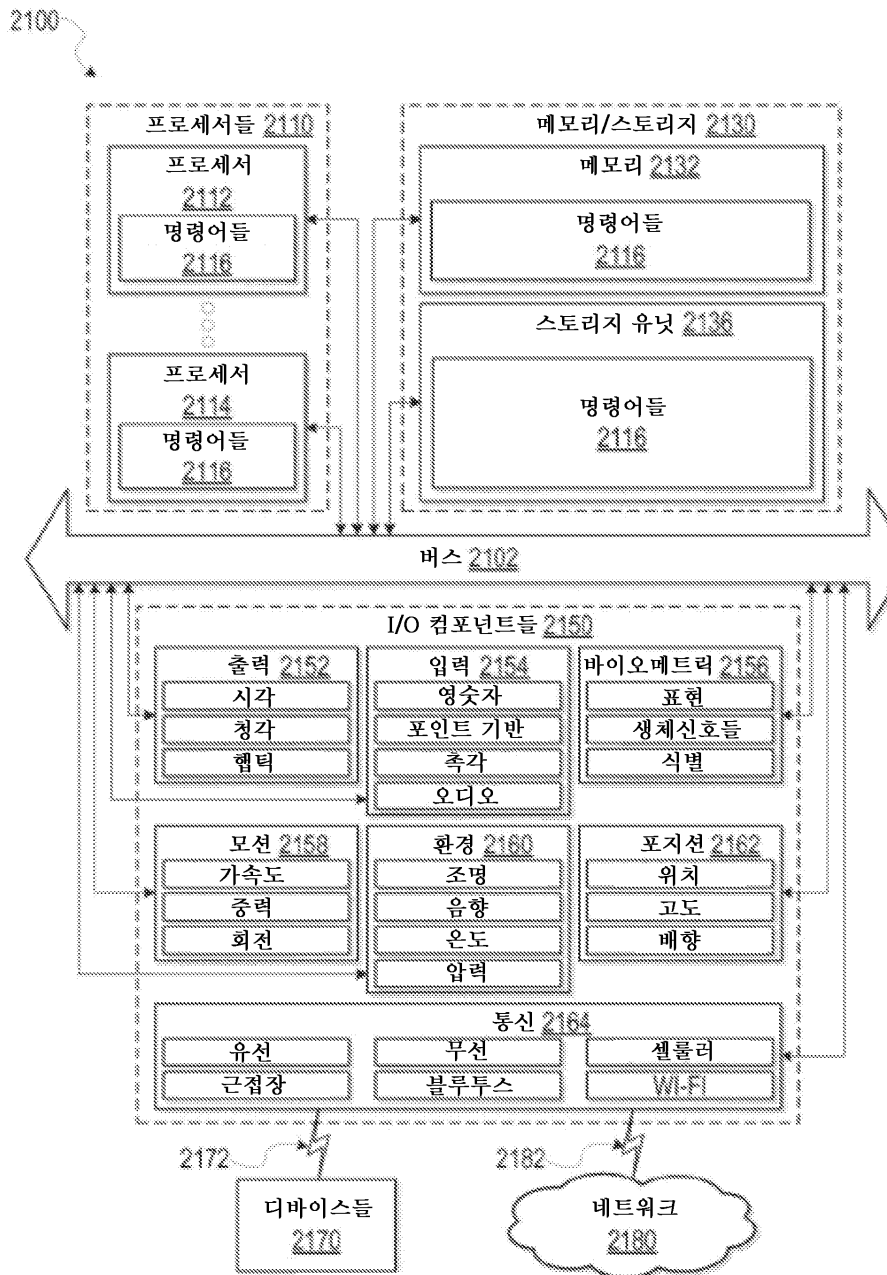 2100
프로세서들 2110
프로세서
2112
명령어들
2116
프로세서
2114
명령어들
2116
메모리/스토리지 2130
메모리 2132
명령어들
2116
스토리지 유닛 2136
명령어들
2116
버스 2102
I/O 컴포넌트들 2150
출력 2152
시각
청각
햅틱
입력 2154
영숫자
포인트 기반
촉각
오디오
바이오메트릭 2156
표현
생체신호들
식별
모션 2158
가속도
중력
회전
환경 2160
조명
음향
온도
압력
포지션 2162
위치
고도
배향
통신 2164
유선
무선
셀룰러
근접장
블루투스
Wi-Fi
2172
2182
디바이스들
2170
네트워크
2180